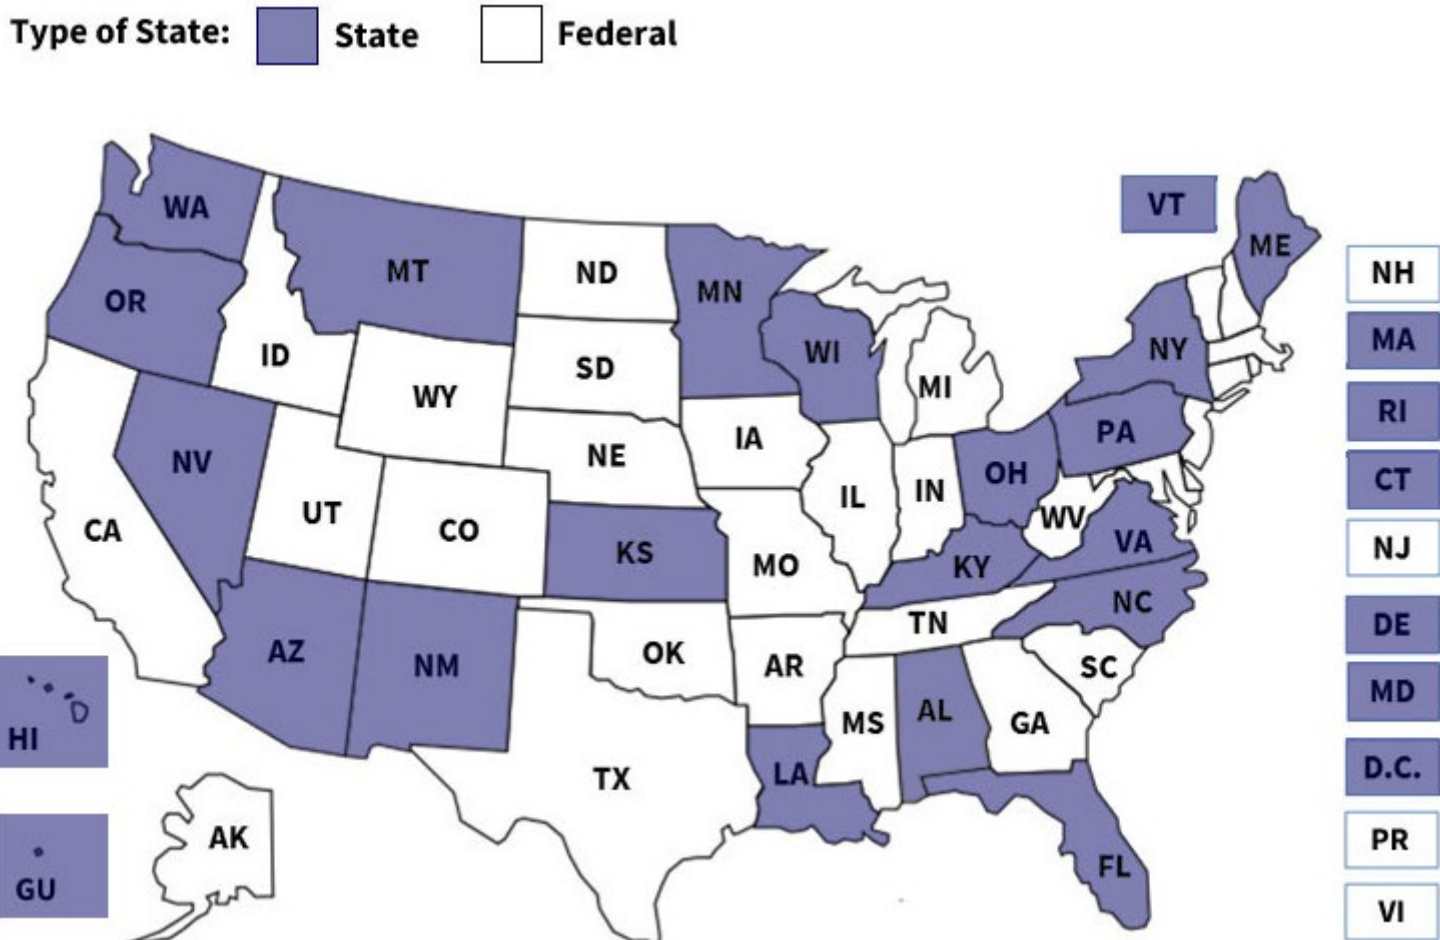 Type of State: State Federal
WA
VT
ME
OR
MT
ND
MN
NH
MA
ID
WY
SD
WI
MI
NY
RI
NV
NE
IA
OH
PA
CT
CA
UT
CO
KS
MO
IL
IN
WV
VA
NJ
KY
NC
DE
AZ
NM
OK
AR
TN
SC
MD
HI
TX
LA
MS
AL
GA
D.C.
AK
FL
PR
GU
VI